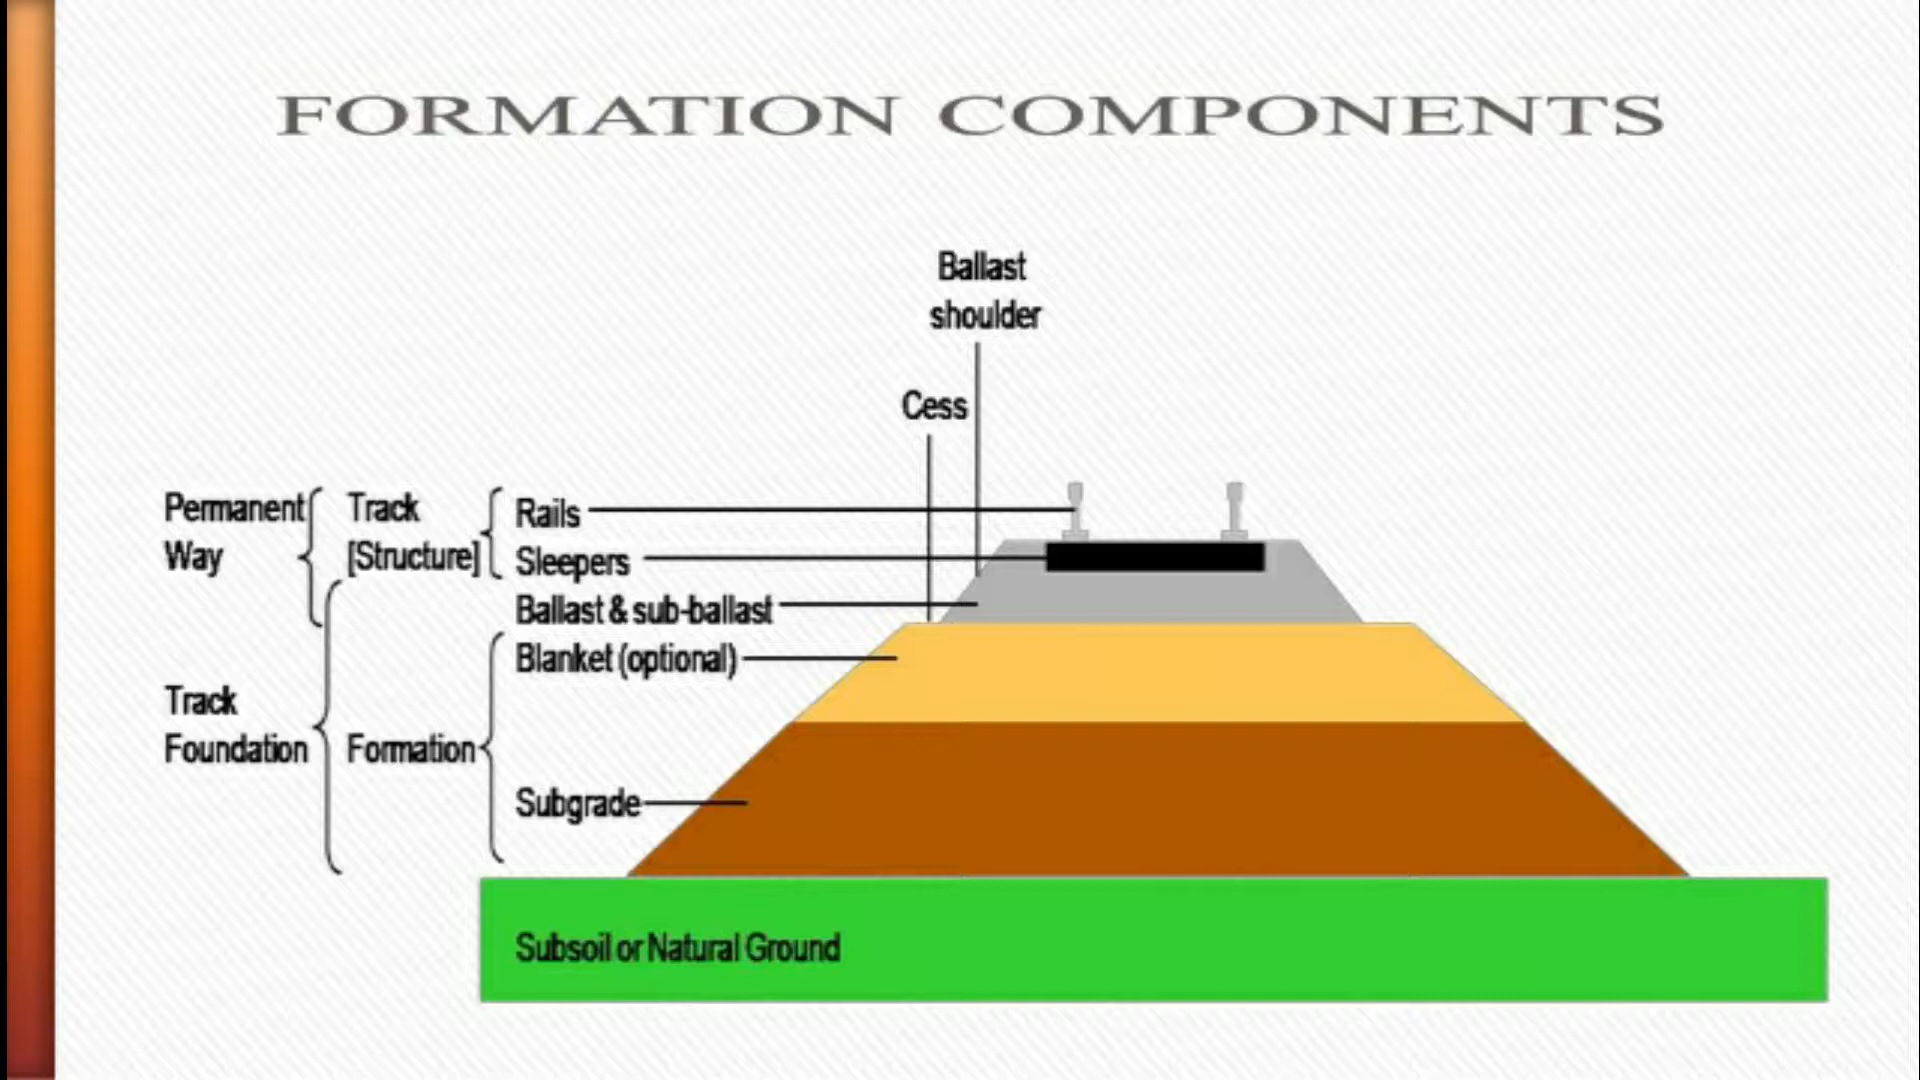 FORMATION COMPONENTS
Ballast
shoulder
Cess
Permanent
Way
Track
[Structure]
Rails
Sleepers
Ballast & sub-ballast
Blanket (optional)
Track
Foundation
Formation
Subgrade
Subsoil or Natural Ground